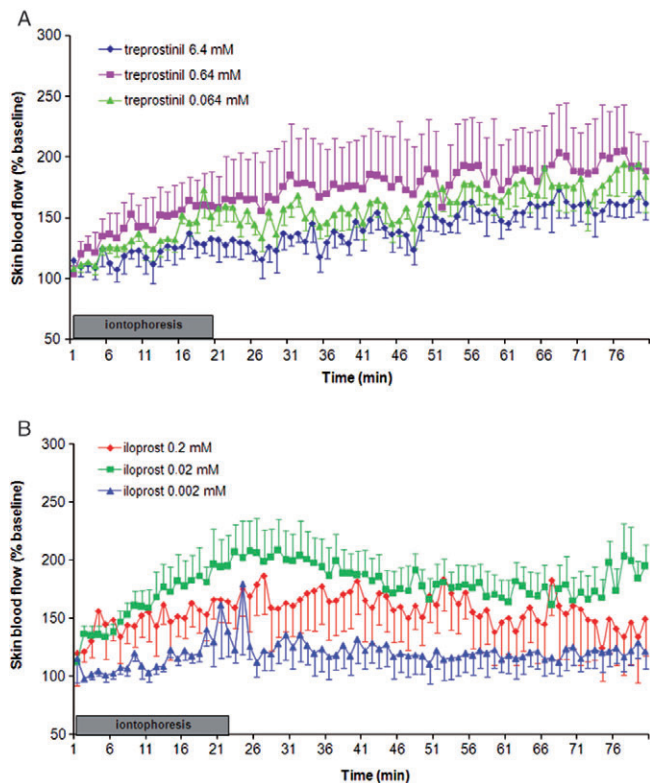 A
300
treprostinil 6.4 mM
treprostinil 0.64 mM
treprostinil 0.064 mM
250
200
150
100
50
Skin blood flow (% baseline)
iontophoresis
1 6 11 16 21 26 31 36 41 46 51 56 61 66 71 76
Time (min)
B
300
iloprost 0.2 mM
iloprost 0.02 mM
iloprost 0.002 mM
250
200
150
100
50
Skin blood flow (% baseline)
iontophoresis
1 6 11 16 21 26 31 36 41 46 51 56 61 66 71 76
Time (min)